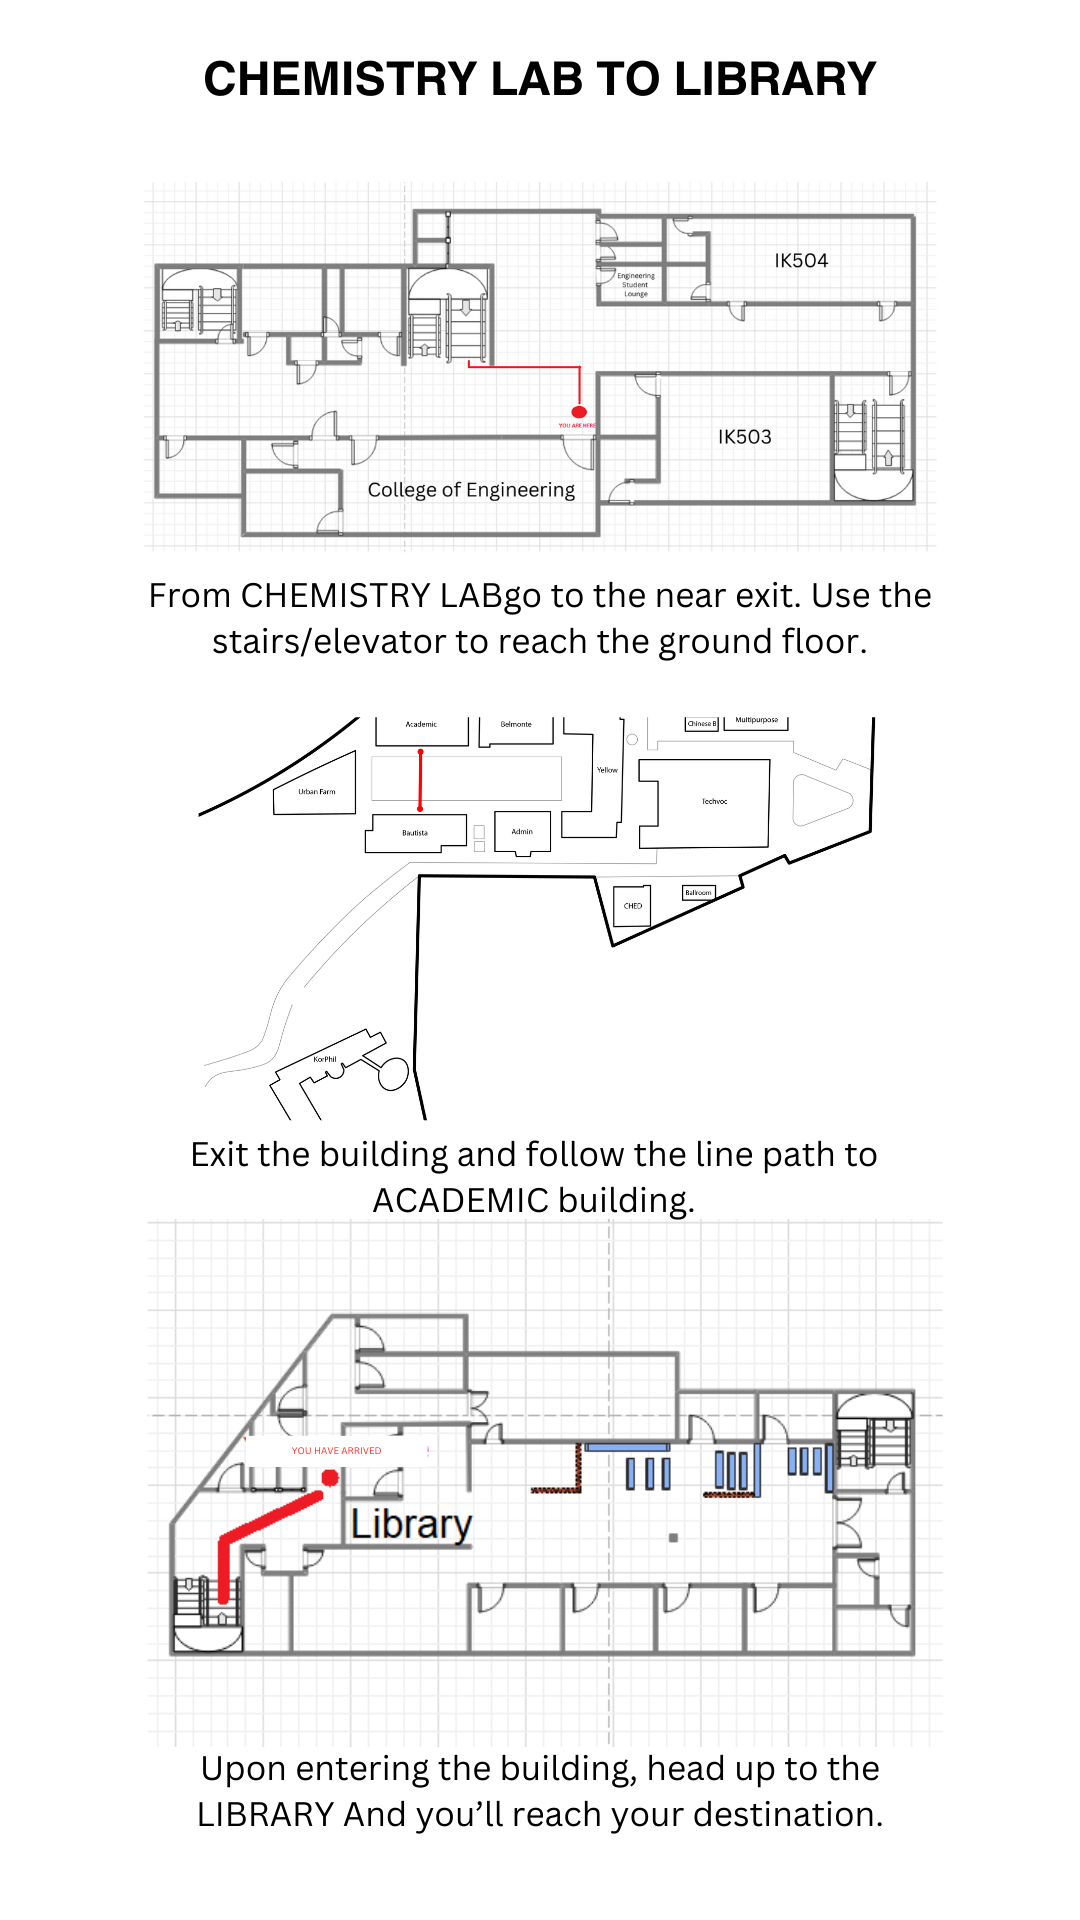 CHEMISTRY LAB TO LIBRARY
IK504
Engineering
Student
Lounge
YOU ARE HERE
IK503
College of Engineering
From CHEMISTRY LABgo to the near exit. Use the
stairs/elevator to reach the ground floor.
Academic
Belmonte
Chinese B
Multipurpose
Urban Farm
Yellow
Techvoc
Bautista
Admin
CHED
Ballroom
KorPhil
Exit the building and follow the line path to
ACADEMIC building.
YOU HAVE ARRIVED
Library
Upon entering the building, head up to the
LIBRARY And you’ll reach your destination.